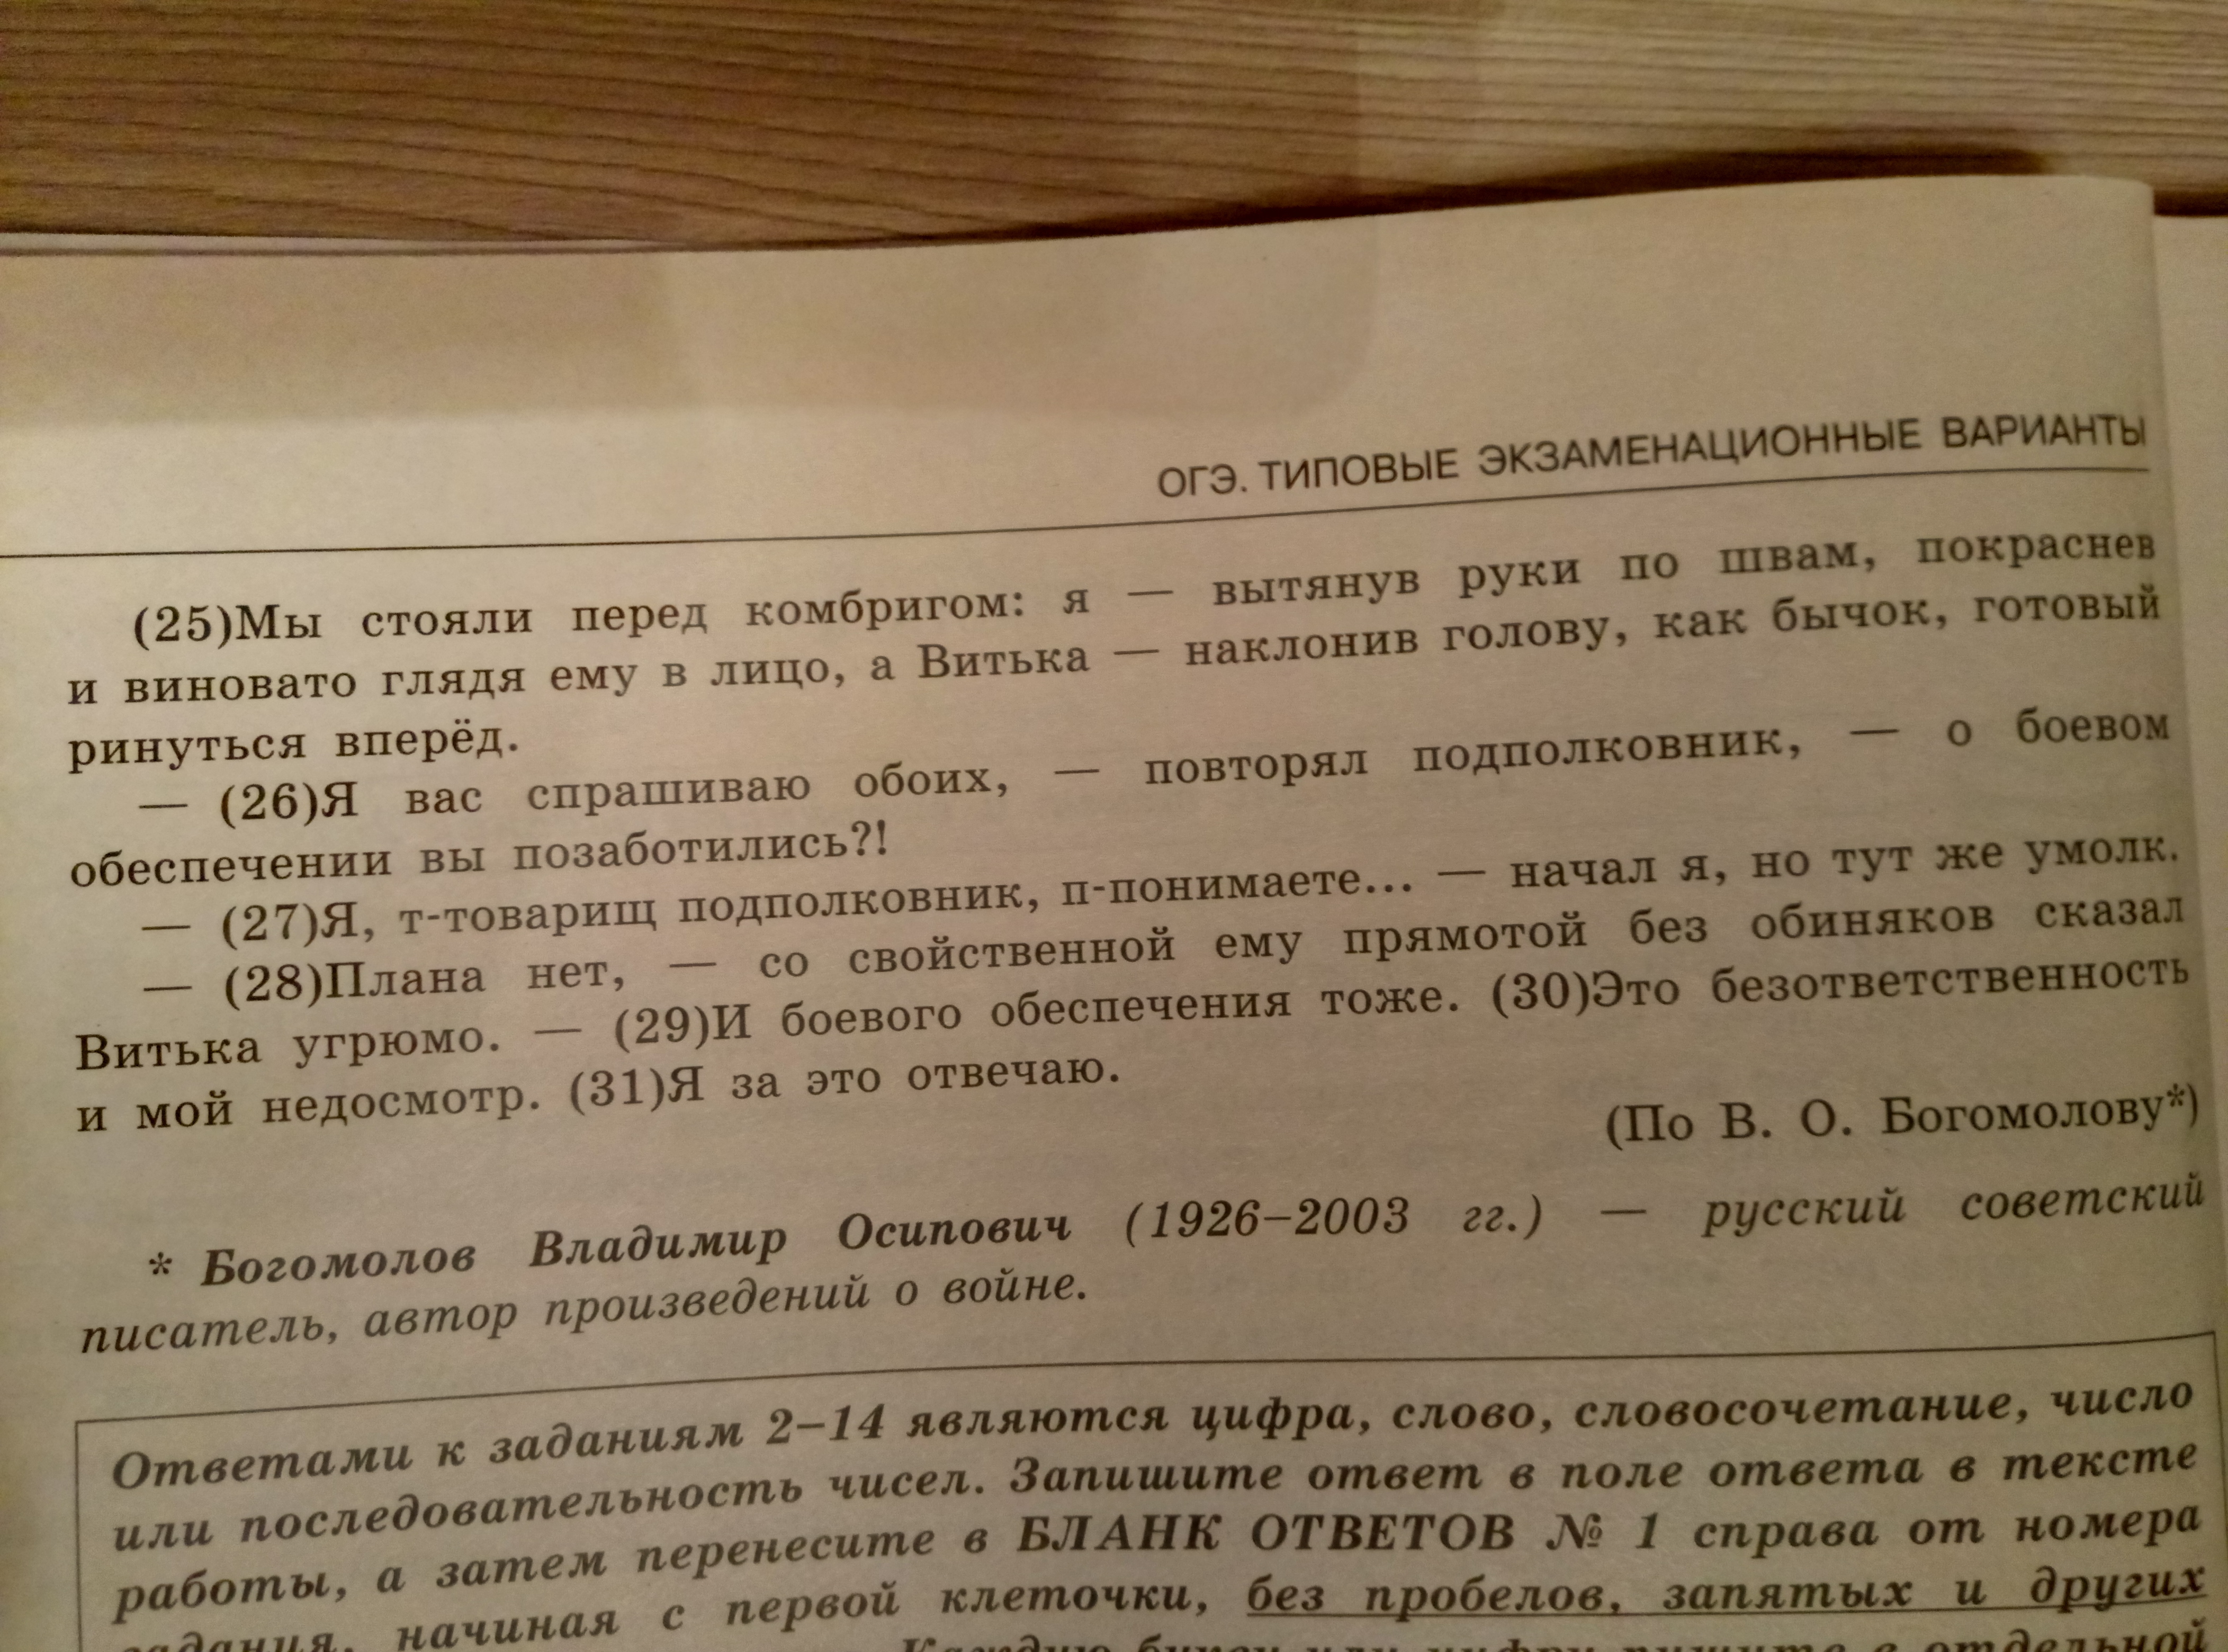 ОГЭ. ТИПОВЫЕ ЭКЗАМЕНАЦИОННЫЕ ВАРИАНТЫ
(25)Мы стояли перед комбригом: я — вытянув руки по швам, покраснев
и виновато глядя ему в лицо, а Витька — наклонив голову, как бычок, готовый
ринуться вперёд.
— (26)Я вас спрашиваю обоих, — повторял подполковник, — о боевом
обеспечении вы позаботились?!
— (27)Я, т-товарищ подполковник, п-понимаете... — начал я, но тут же умолк.
— (28)Плана нет, — со свойственной ему прямотой без обиняков сказал
Витька угрюмо. — (29)И боевого обеспечения тоже. (30)Это безответственность
и мой недосмотр. (31)Я за это отвечаю.
(По В. О. Богомолову*)
* Богомолов Владимир Осипович (1926–2003 гг.) — русский советский
писатель, автор произведений о войне.
Ответами к заданиям 2–14 являются цифра, слово, словосочетание, число
или последовательность чисел. Запишите ответ в поле ответа в тексте
работы, а затем перенесите в БЛАНК ОТВЕТОВ № 1 справа от номера
задания, начиная с первой клеточки, без пробелов, запятых и других
Каждую букву или цифру пишите в отдельной